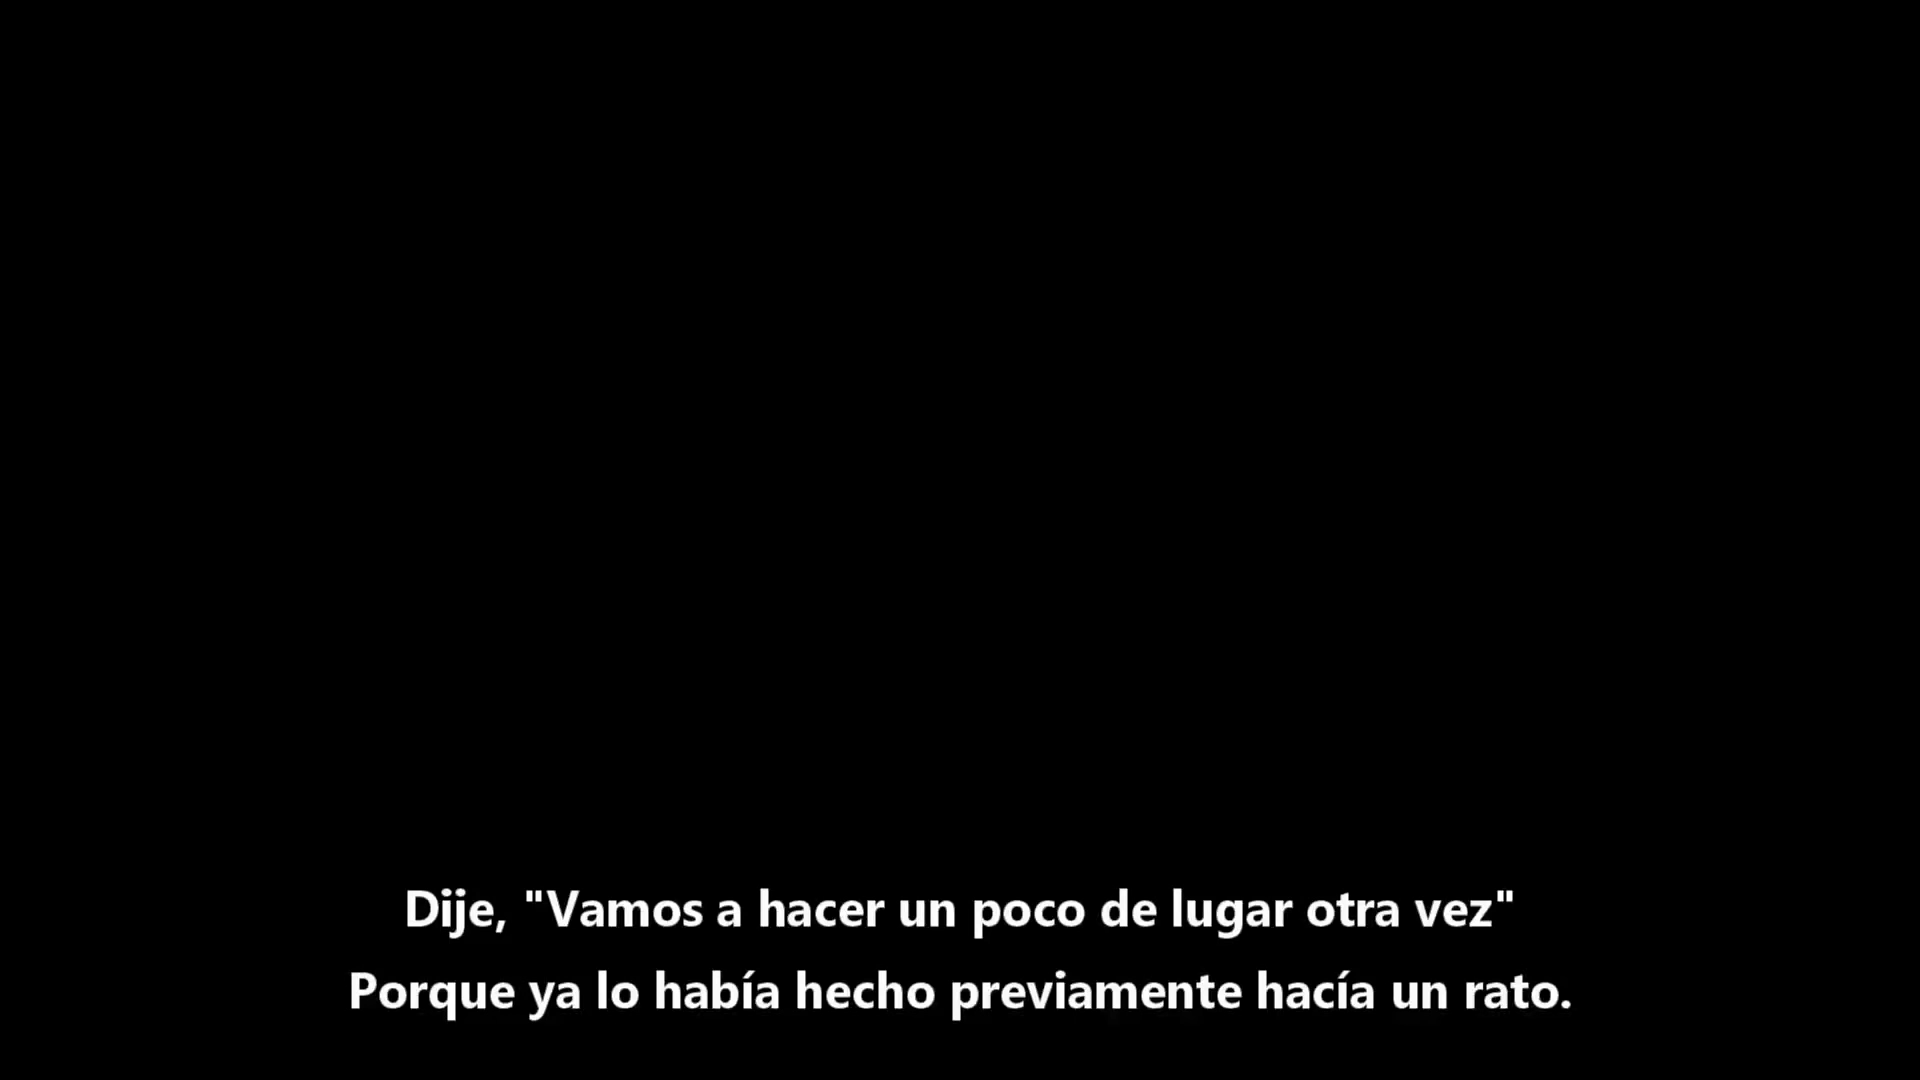 Dije, "Vamos a hacer un poco de lugar otra vez"
Porque ya lo había hecho previamente hacía un rato.